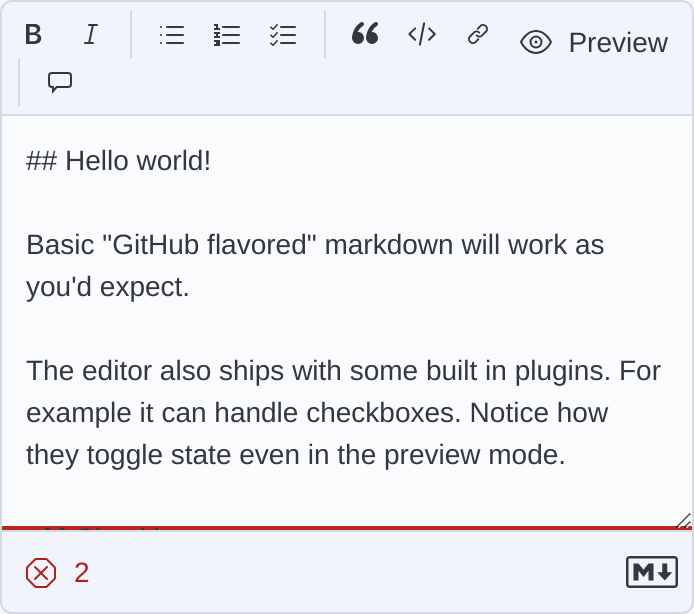 Preview
## Hello world!
Basic "GitHub flavored" markdown will work as
you'd expect.
The editor also ships with some built in plugins. For
example it can handle checkboxes. Notice how
they toggle state even in the preview mode.
2